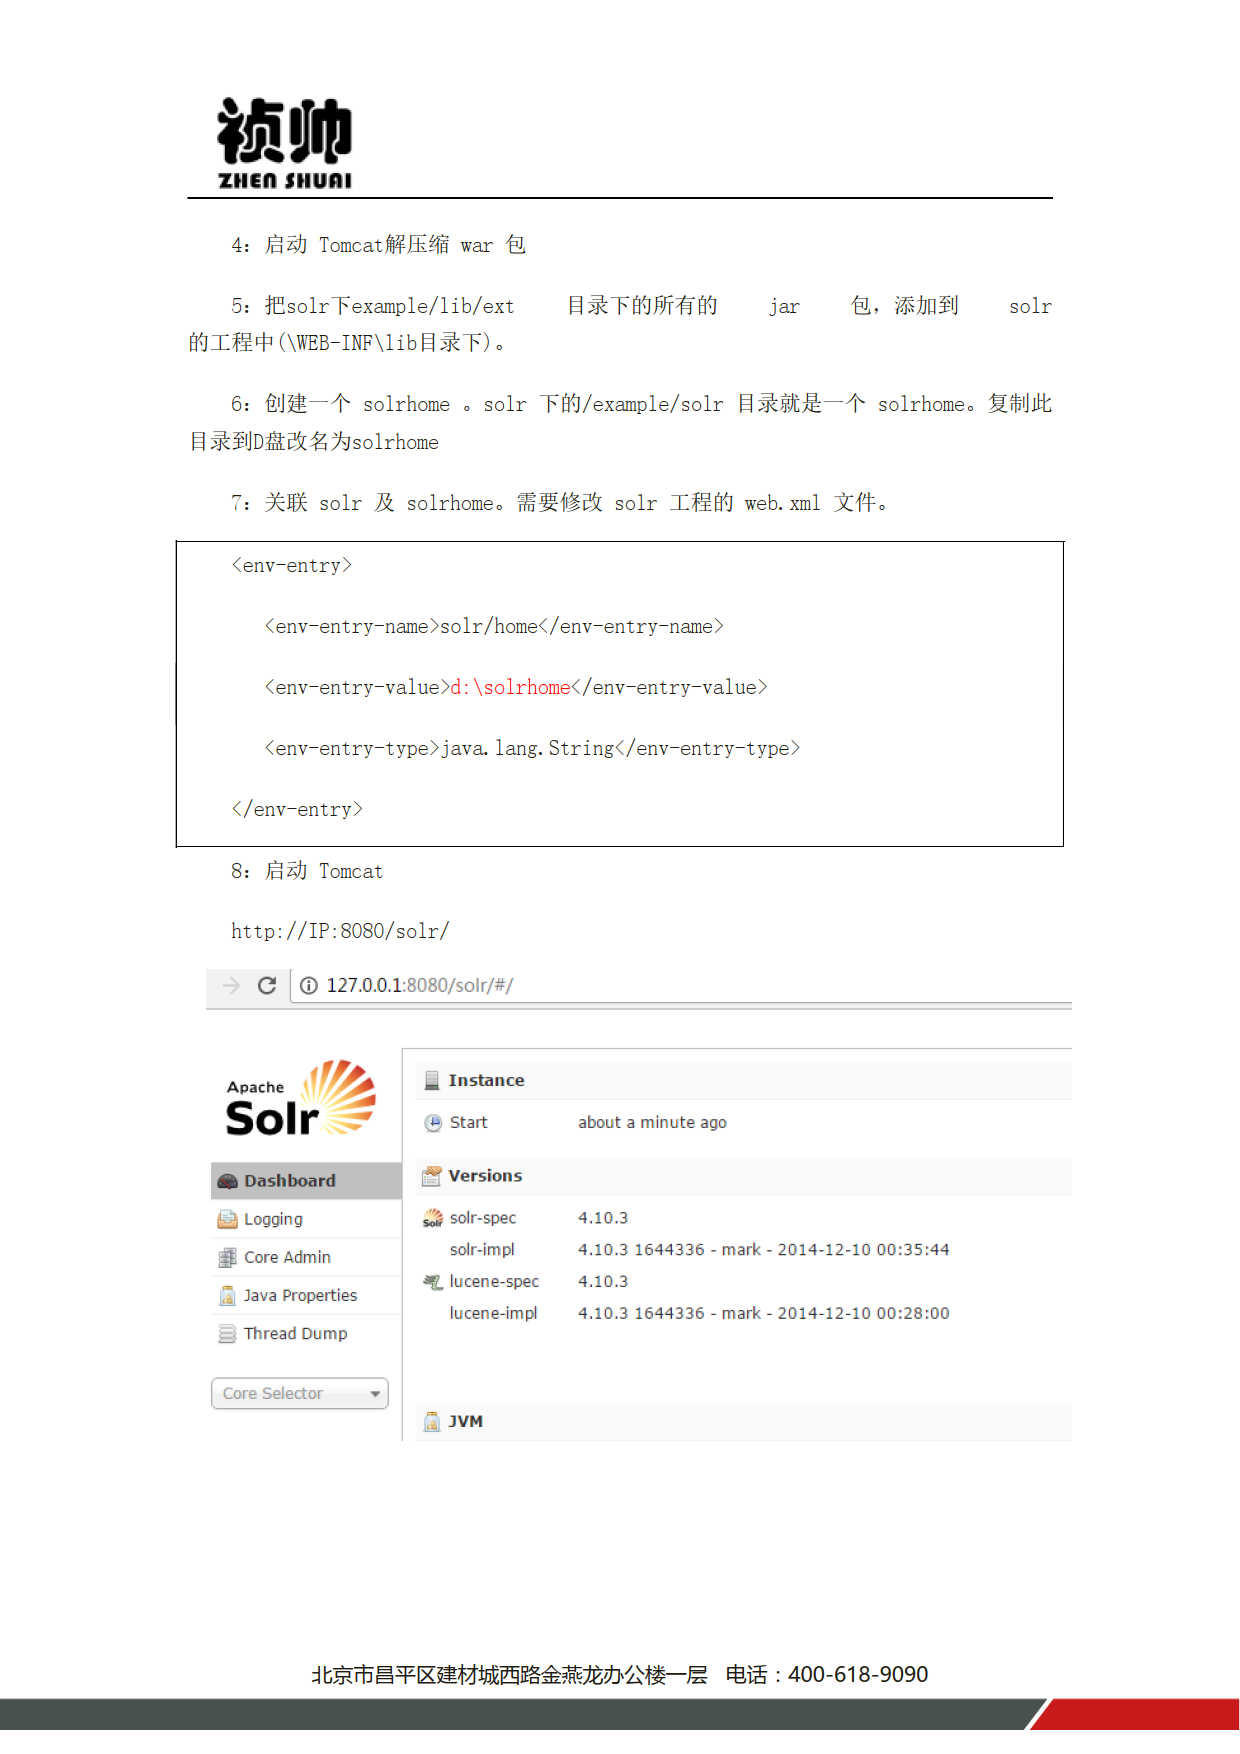 祯帅
ZHEN SHUAI
4：启动 Tomcat解压缩 war 包
5：把solr下example/lib/ext 目录下的所有的 jar 包，添加到 solr
的工程中(\WEB-INF\lib目录下)。
6：创建一个 solrhome 。solr 下的/example/solr 目录就是一个 solrhome。复制此
目录到D盘改名为solrhome
7：关联 solr 及 solrhome。需要修改 solr 工程的 web.xml 文件。
<env-entry>
<env-entry-name>solr/home</env-entry-name>
<env-entry-value>d:\solrhome</env-entry-value>
<env-entry-type>java.lang.String</env-entry-type>
</env-entry>
8：启动 Tomcat
http://IP:8080/solr/
127.0.0.1:8080/solr/#/
Apache
Solr
Dashboard
Logging
Core Admin
Java Properties
Thread Dump
Core Selector
Instance
Start about a minute ago
Versions
solr-spec 4.10.3
solr-impl 4.10.3 1644336 - mark - 2014-12-10 00:35:44
lucene-spec 4.10.3
lucene-impl 4.10.3 1644336 - mark - 2014-12-10 00:28:00
JVM
北京市昌平区建材城西路金燕龙办公楼一层 电话：400-618-9090